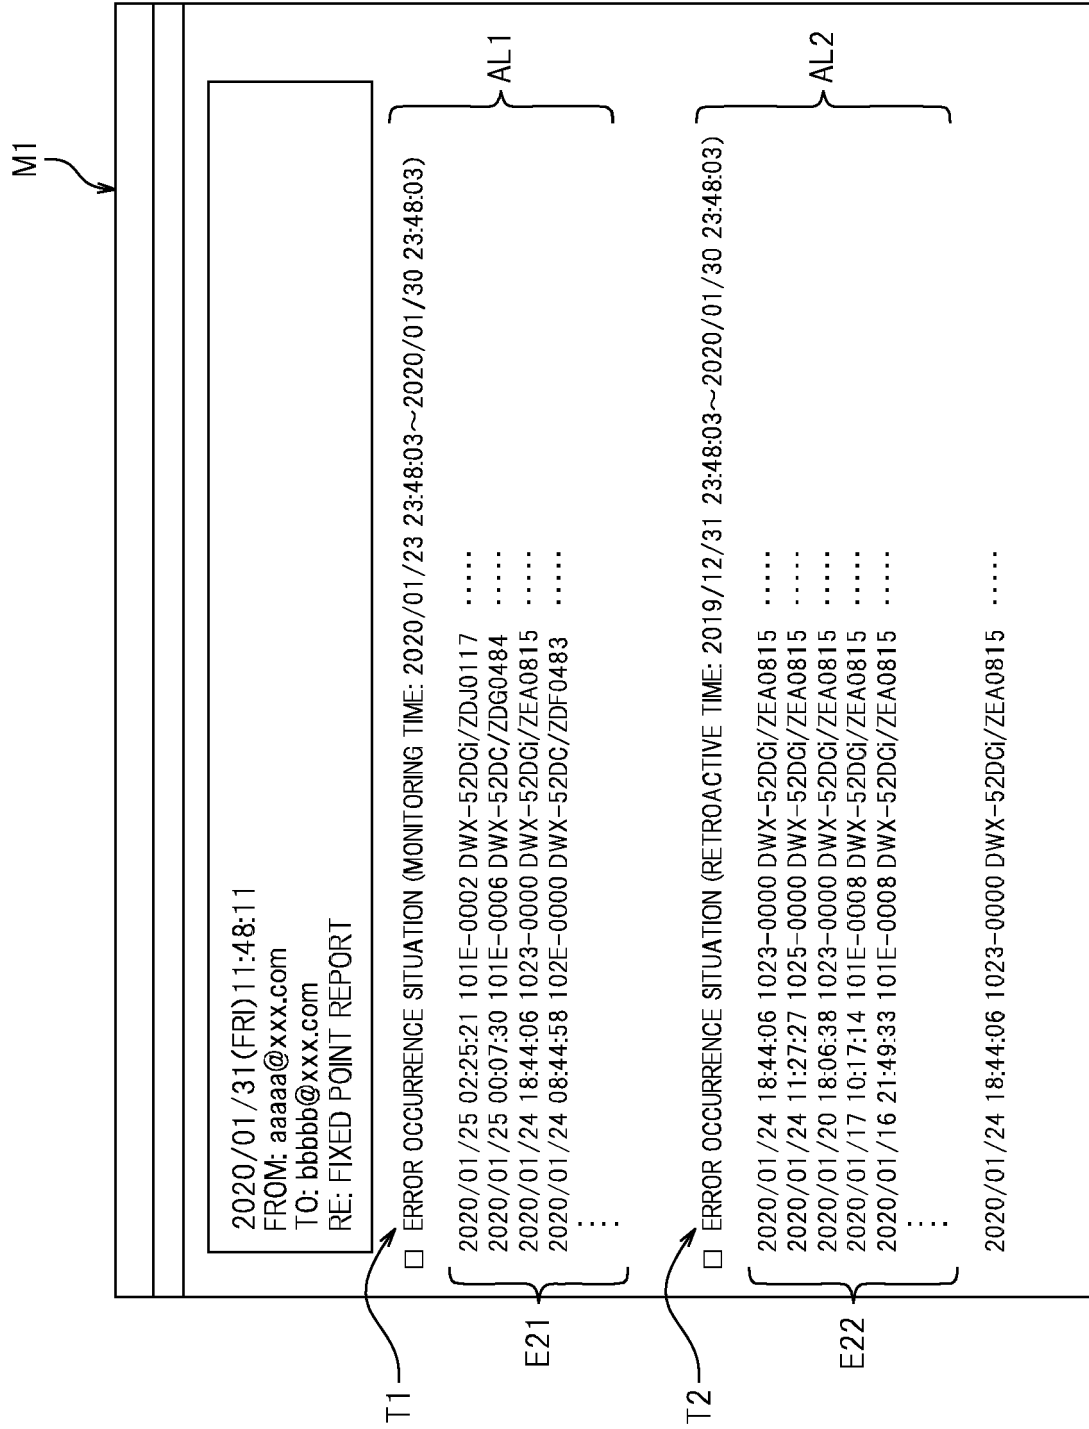 M1
2020/01/31(FRI)11:48:11
FROM: aaaaa@xxx.com
TO: bbbbb@xxx.com
RE: FIXED POINT REPORT
T1
□ ERROR OCCURRENCE SITUATION (MONITORING TIME: 2020/01/23 23:48:03~2020/01/30 23:48:03)
AL1
E21
2020/01/25 02:25:21 101E-0002 DWX-52DCi/ZDJ0117 .....
2020/01/25 00:07:30 101E-0006 DWX-52DC/ZDG0484 .....
2020/01/24 18:44:06 1023-0000 DWX-52DCi/ZEA0815 .....
2020/01/24 08:44:58 102E-0000 DWX-52DC/ZDF0483 .....
....
T2
□ ERROR OCCURRENCE SITUATION (RETROACTIVE TIME: 2019/12/31 23:48:03~2020/01/30 23:48:03)
AL2
E22
2020/01/24 18:44:06 1023-0000 DWX-52DCi/ZEA0815 .....
2020/01/24 11:27:27 1025-0000 DWX-52DCi/ZEA0815 .....
2020/01/20 18:06:38 1023-0000 DWX-52DCi/ZEA0815 .....
2020/01/17 10:17:14 101E-0008 DWX-52DCi/ZEA0815 .....
2020/01/16 21:49:33 101E-0008 DWX-52DCi/ZEA0815 .....
....
2020/01/24 18:44:06 1023-0000 DWX-52DCi/ZEA0815 .....